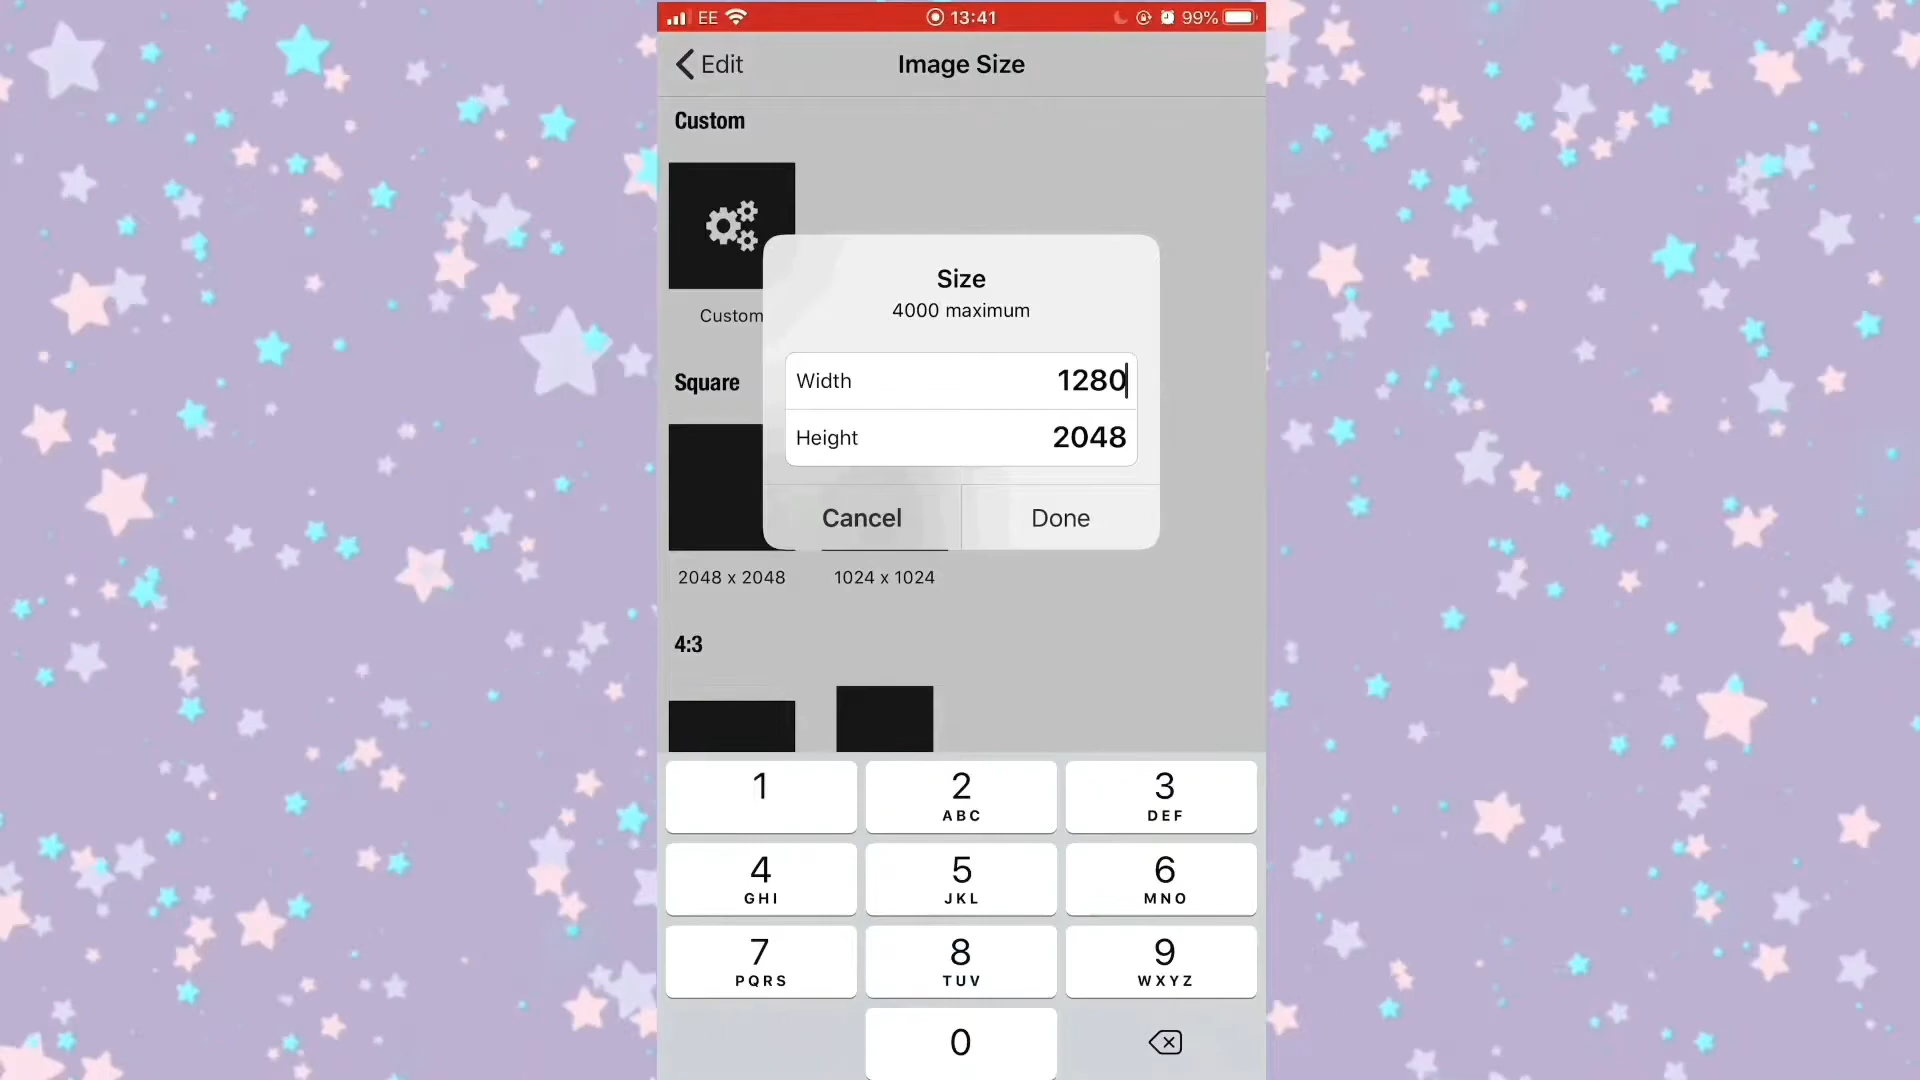 EE 13:41 99%
Edit Image Size
Custom
Custom
Size
4000 maximum
Width 1280
Height 2048
Cancel Done
Square
2048 x 2048 1024 x 1024
4:3
1 2 3
ABC DEF
4 5 6
GHI JKL MNO
7 8 9
PQRS TUV WXYZ
0